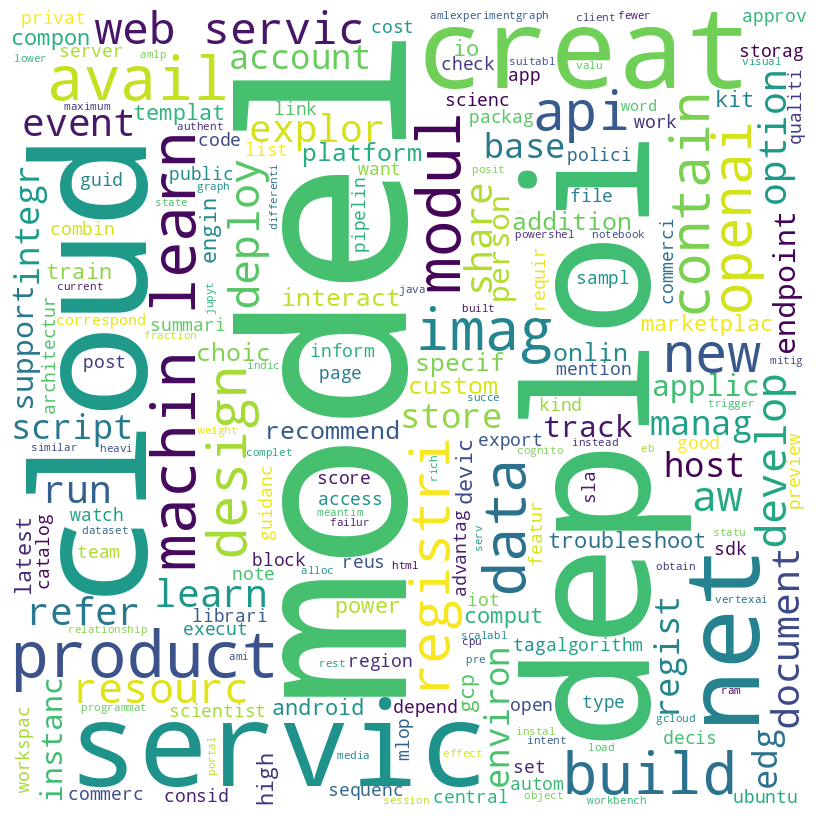 privat
web servic
account
cost
amlexperimentgraph
client
fewer
approv
compon
server
creat
io
check
suitabl
valu
visual
storag
lower
amlp
avail
link
app
maximum
event
templat
authent
code
explor
scienc
packag
api
word
kit
work
qualiti
list
platform
base
polici
option
guid
public
graph
want
modul
posit
file
contain
openai
integr
state
engin
differenti
deploy
pipelin
share
person
addition
combin
cloud
machin learn
model
powershel
notebook
commerci
endpoint
train
current
jupyt
interact
java
requir
sampl
support
correspond
summari
built
marketplac
architectur
fraction
imag
onlin
deploi
post
choic
inform
indic
page
specif
mention
new
mitig
design
custom
succe
kind
applic
trigger
script
weight
store
track
manag
good
develop
preview
recommend
similar
heavi
complet
registri
export
instead
cognito
eb
run
guidanc
score
access
data
devic
sla
host
aw
watch
dataset
meantim
failur
advantag
featur
troubleshoot
statu
latest
catalog
team
block
reus
html
serv
sdk
net
note
alloc
rich
iot
obtain
learn
refer
librari
power
comput
regist
vertexai
document
relationship
execut
scalabl
cpu
tagalgorithm
product
ami
rest
region
pre
resourc
environ
type
ram
programmat
scientist
android
depend
gcp
open
gcloud
workspac
instanc
servic
portal
mlop
instal
intent
load
decis
edg
media
effect
set
build
commerc
consid
high
sequenc
session
central
autom
object
workbench
ubuntu